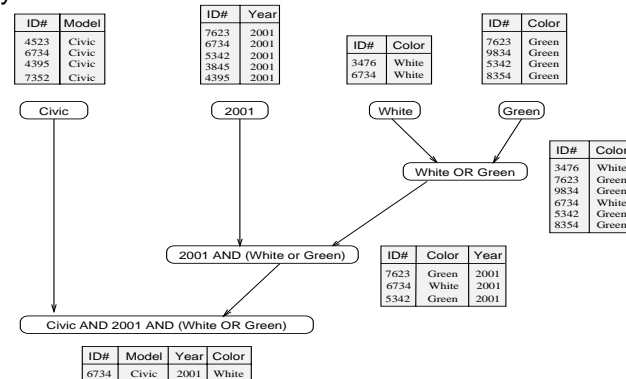 y
ID# Model
4523 Civic
6734 Civic
4395 Civic
7352 Civic
ID# Year
7623 2001
6734 2001
5342 2001
3845 2001
4395 2001
ID# Color
3476 White
6734 White
ID# Color
7623 Green
9834 Green
5342 Green
8354 Green
Civic
2001
White
Green
White OR Green
ID# Color
3476 White
7623 Green
9834 Green
6734 White
5342 Green
8354 Green
2001 AND (White or Green)
ID# Color Year
7623 Green 2001
6734 White 2001
5342 Green 2001
Civic AND 2001 AND (White OR Green)
ID# Model Year Color
6734 Civic 2001 White